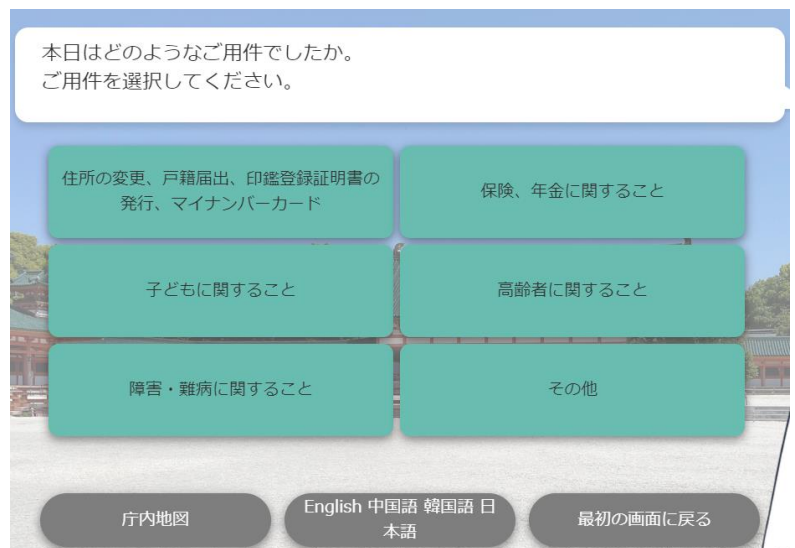 本日はどのようなご用件でしたか。
ご用件を選択してください。
住所の変更、戸籍届出、印鑑登録証明書の
発行、マイナンバーカード
保険、年金に関すること
子どもに関すること
高齢者に関すること
障害・難病に関すること
その他
庁内地図
English 中国語 韓国語 日
本語
最初の画面に戻る